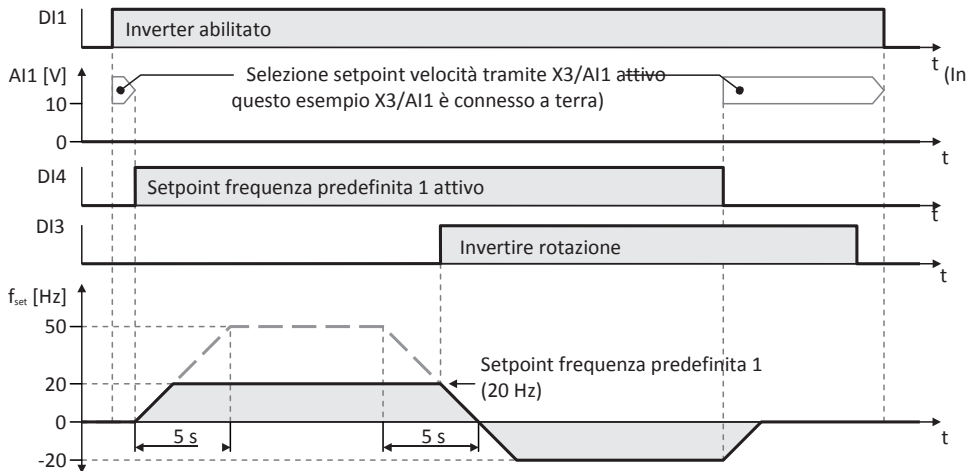 DI1
Inverter abilitato
t
AI1 [V]
Selezione setpoint velocità tramite X3/AI1 attivo (In
questo esempio X3/AI1 è connesso a terra)
10
0
t
DI4
Setpoint frequenza predefinita 1 attivo
t
DI3
Invertire rotazione
t
fset [Hz]
50
Setpoint frequenza predefinita 1
(20 Hz)
20
0
t
5 s
5 s
-20